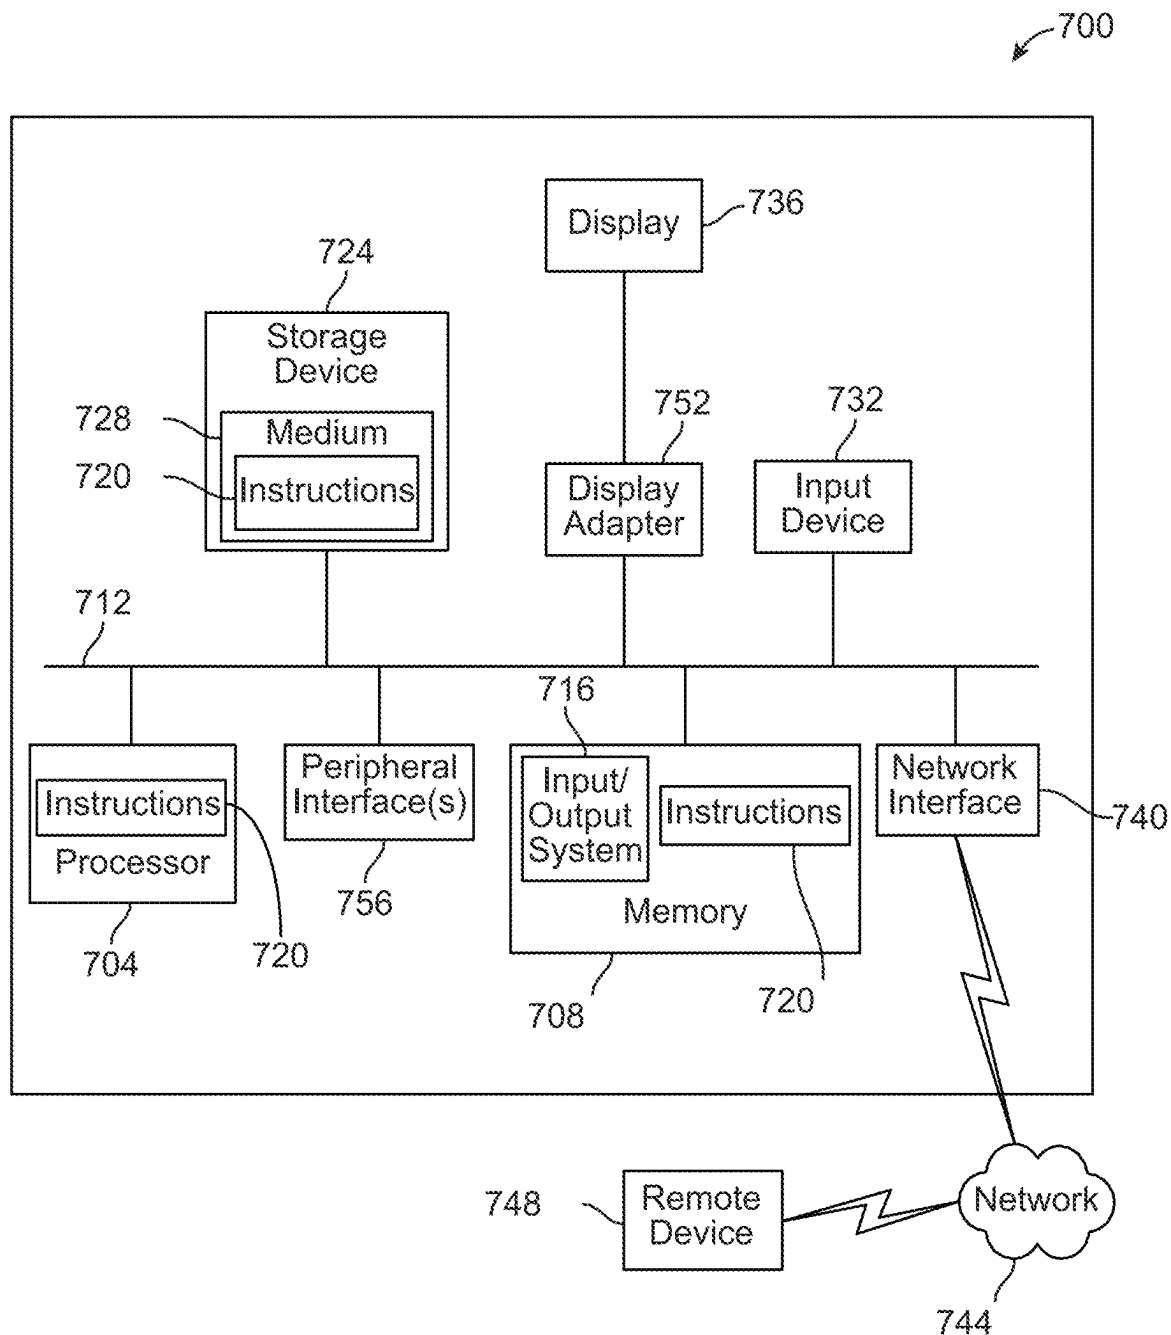 700
Display
736
724
Storage
Device
728
Medium
720
Instructions
752
Display
Adapter
732
Input
Device
712
716
Instructions
Processor
704
720
Peripheral
Interface(s)
756
Input/
Output
System
Instructions
Memory
708
720
Network
Interface
740
748
Remote
Device
Network
744